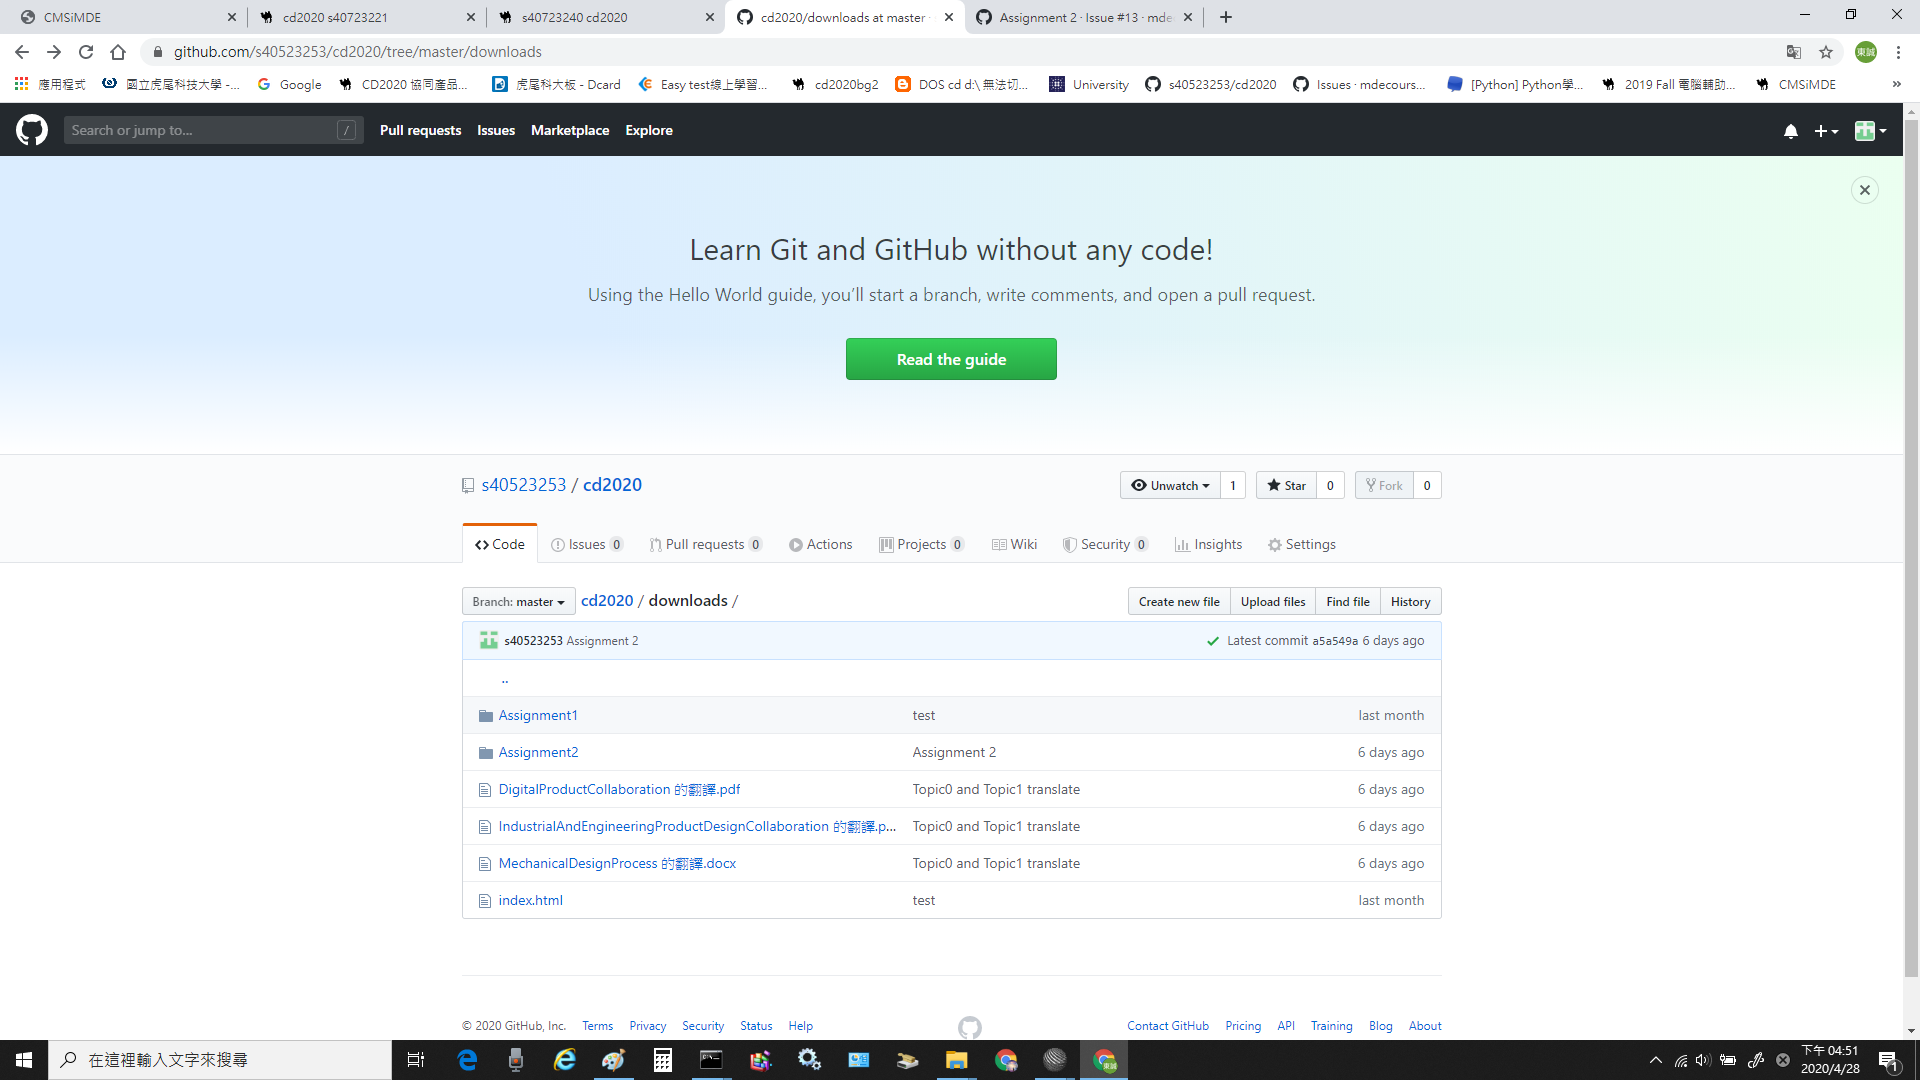 CMSiMDE
cd2020 s40723221
s40723240 cd2020
cd2020/downloads at master ·
Assignment 2 · Issue #13 · mde
github.com/s40523253/cd2020/tree/master/downloads
東誠
應用程式
國立虎尾科技大學 -...
Google
CD2020 協同產品...
虎尾科大板 - Dcard
Easy test線上學習...
cd2020bg2
DOS cd d:\ 無法切...
University
s40523253/cd2020
Issues · mdecours...
[Python] Python學...
2019 Fall 電腦輔助...
CMSiMDE
»
Search or jump to...
/
Pull requests
Issues
Marketplace
Explore
Learn Git and GitHub without any code!
Using the Hello World guide, you’ll start a branch, write comments, and open a pull request.
Read the guide
s40523253 / cd2020
Unwatch 1
Star 0
Fork 0
Code
Issues 0
Pull requests 0
Actions
Projects 0
Wiki
Security 0
Insights
Settings
Branch: master
cd2020 / downloads /
Create new file
Upload files
Find file
History
s40523253 Assignment 2
Latest commit a5a549a 6 days ago
..
Assignment1 test last month
Assignment2 Assignment 2 6 days ago
DigitalProductCollaboration 的翻譯.pdf Topic0 and Topic1 translate 6 days ago
IndustrialAndEngineeringProductDesignCollaboration 的翻譯.p... Topic0 and Topic1 translate 6 days ago
MechanicalDesignProcess 的翻譯.docx Topic0 and Topic1 translate 6 days ago
index.html test last month
© 2020 GitHub, Inc.
Terms
Privacy
Security
Status
Help
Contact GitHub
Pricing
API
Training
Blog
About
在這裡輸入文字來搜尋
下午 04:51
2020/4/28
1